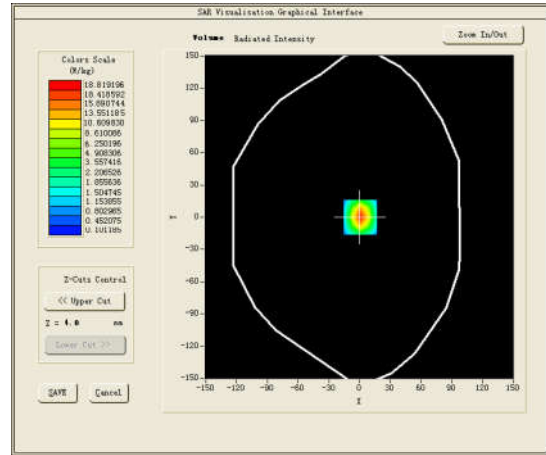 SAR Visualisation Graphical Interface
Volume Radiated Intensity
Zoom In/Out
Colors Scale
(W/kg)
18.819196
18.418592
15.690744
13.551185
10.809830
8.610086
6.250196
4.908306
3.557416
2.206526
1.855636
1.504745
1.153855
0.802965
0.452075
0.101185
Z-Cuts Control
<< Upper Cut
Z = 4.0 mm
Lower Cut >>
SAVE Cancel
150-
120-
90-
60-
30-
0-
-30-
-60-
-90-
-120-
-150-
Y
-150 -120 -90 -60 -30 0 30 60 90 120 150
X